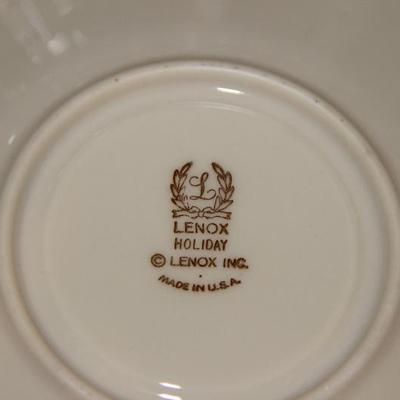 L
LENOX
HOLIDAY
© LENOX INC.
MADE IN U.S.A.